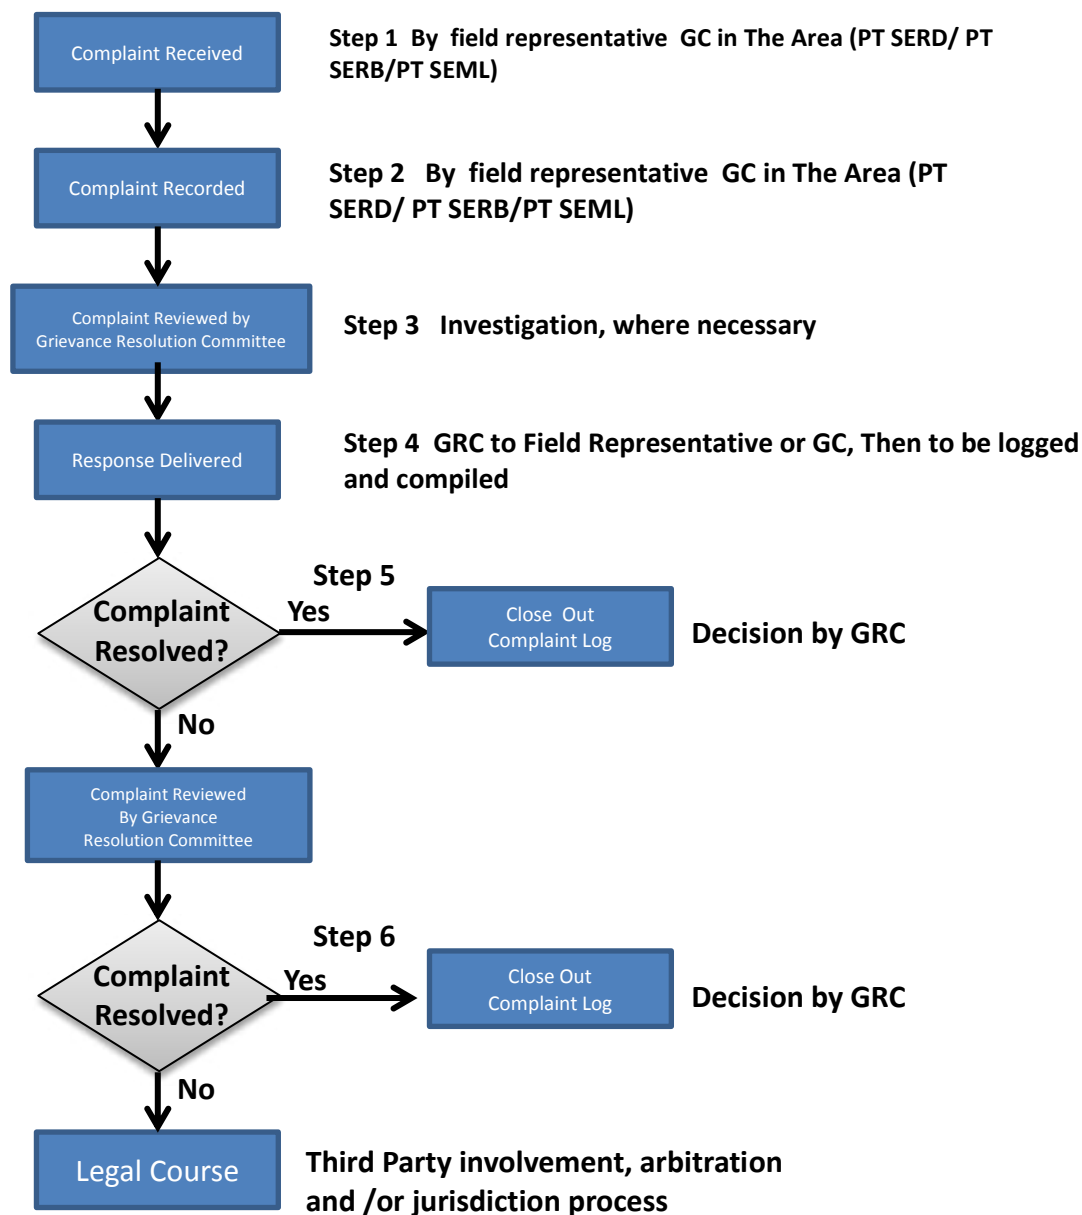 Complaint Received
Step 1 By field representative GC in The Area (PT SERD/ PT
SERB/PT SEML)
Complaint Recorded
Step 2 By field representative GC in The Area (PT
SERD/ PT SERB/PT SEML)
Complaint Reviewed by
Grievance Resolution Committee
Step 3 Investigation, where necessary
Response Delivered
Step 4 GRC to Field Representative or GC, Then to be logged
and compiled
Complaint
Resolved?
Step 5
Yes
Close Out
Complaint Log
Decision by GRC
No
Complaint Reviewed
By Grievance
Resolution Committee
Complaint
Resolved?
Step 6
Yes
Close Out
Complaint Log
Decision by GRC
No
Legal Course
Third Party involvement, arbitration
and /or jurisdiction process